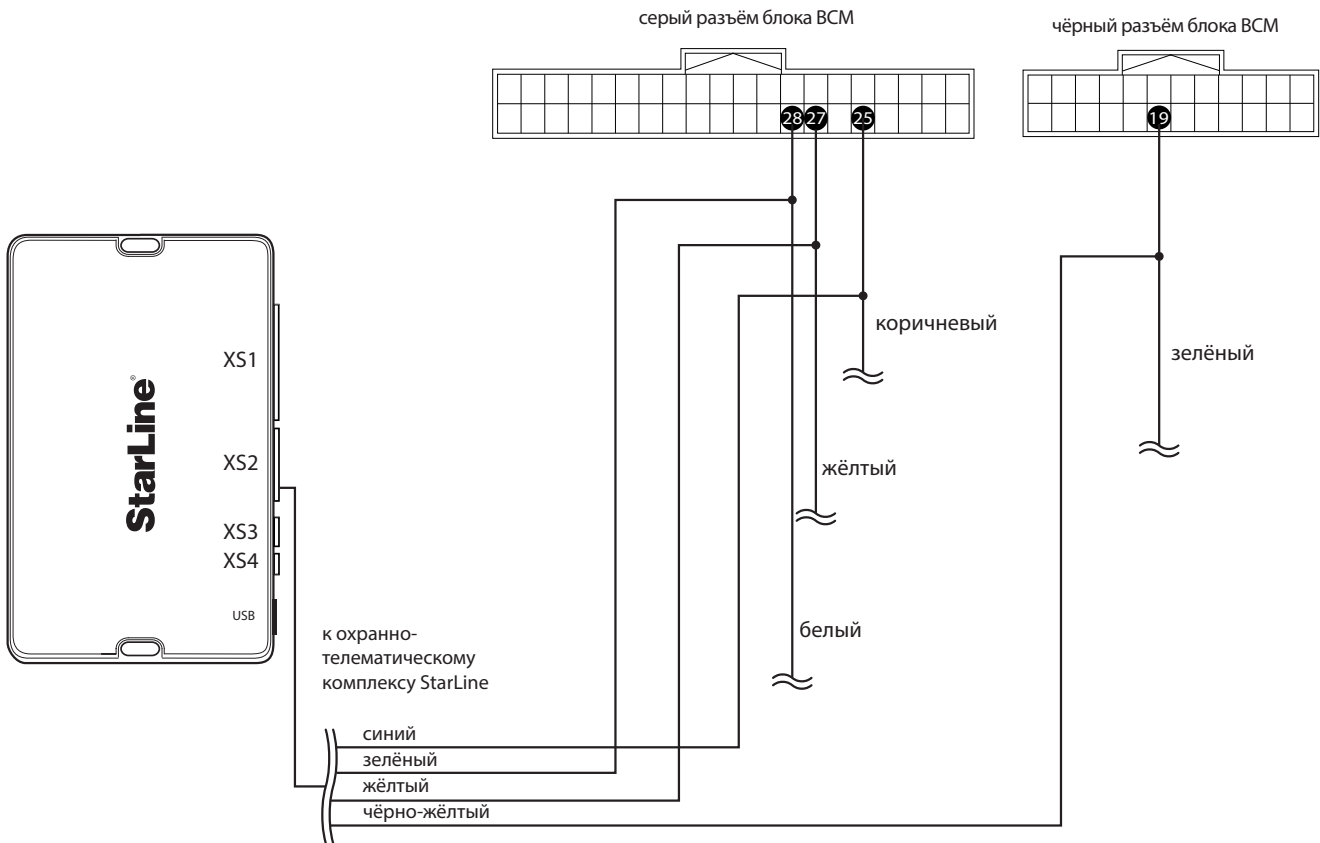 серый разъём блока BCM
чёрный разъём блока BCM
28 27 25
19
коричневый
зелёный
жёлтый
белый
StarLine®
XS1
XS2
XS3
XS4
USB
к охранно-
телематическому
комплексу StarLine
синий
зелёный
жёлтый
чёрно-жёлтый